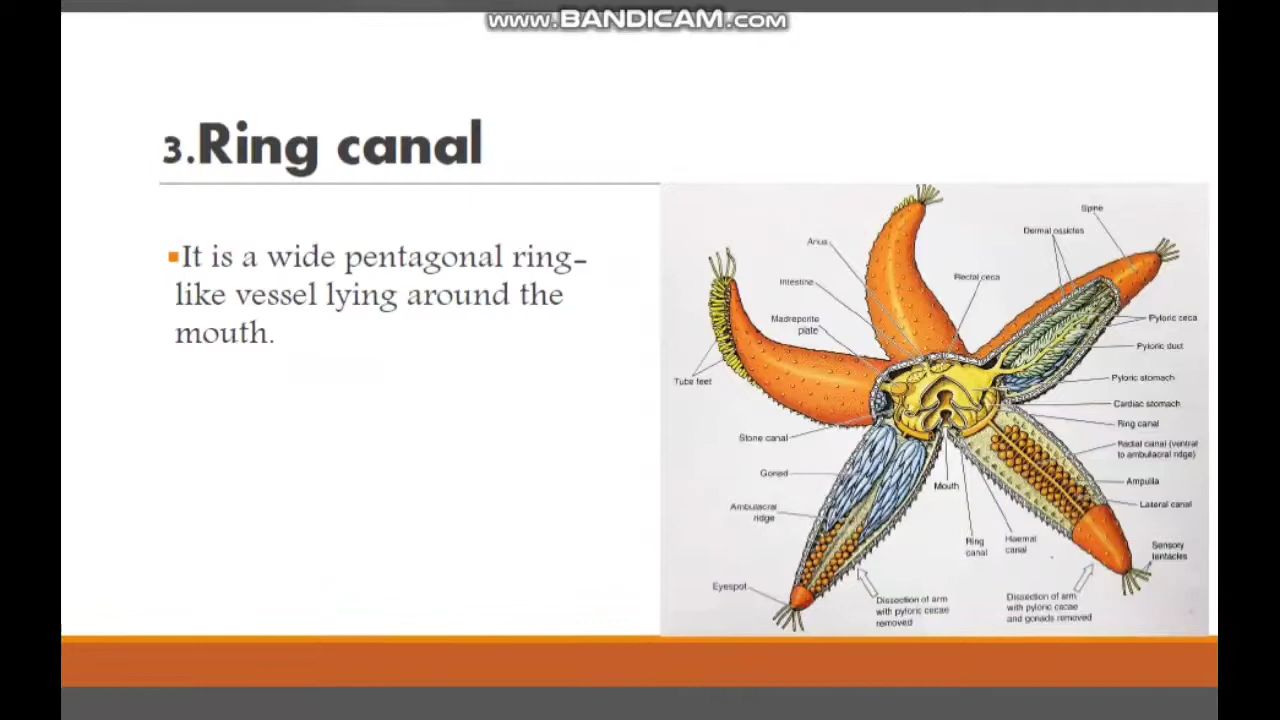 www.BANDICAM.com
3.Ring canal
It is a wide pentagonal ring-
like vessel lying around the
mouth.
Spine
Dermal ossicles
Anus
Rectal ceca
Intestine
Madreporite
plate
Pyloric ceca
Pyloric duct
Tube feet
Pyloric stomach
Cardiac stomach
Ring canal
Stone canal
Radial canal (ventral
to ambulacral ridge)
Gonad
Ampulla
Mouth
Lateral canal
Ambulacral
ridge
Ring
canal
Haemal
canal
Sensory
tentacles
Eyespot
Dissection of arm
with pyloric cecae
removed
Dissection of arm
with pyloric cecae
and gonads removed